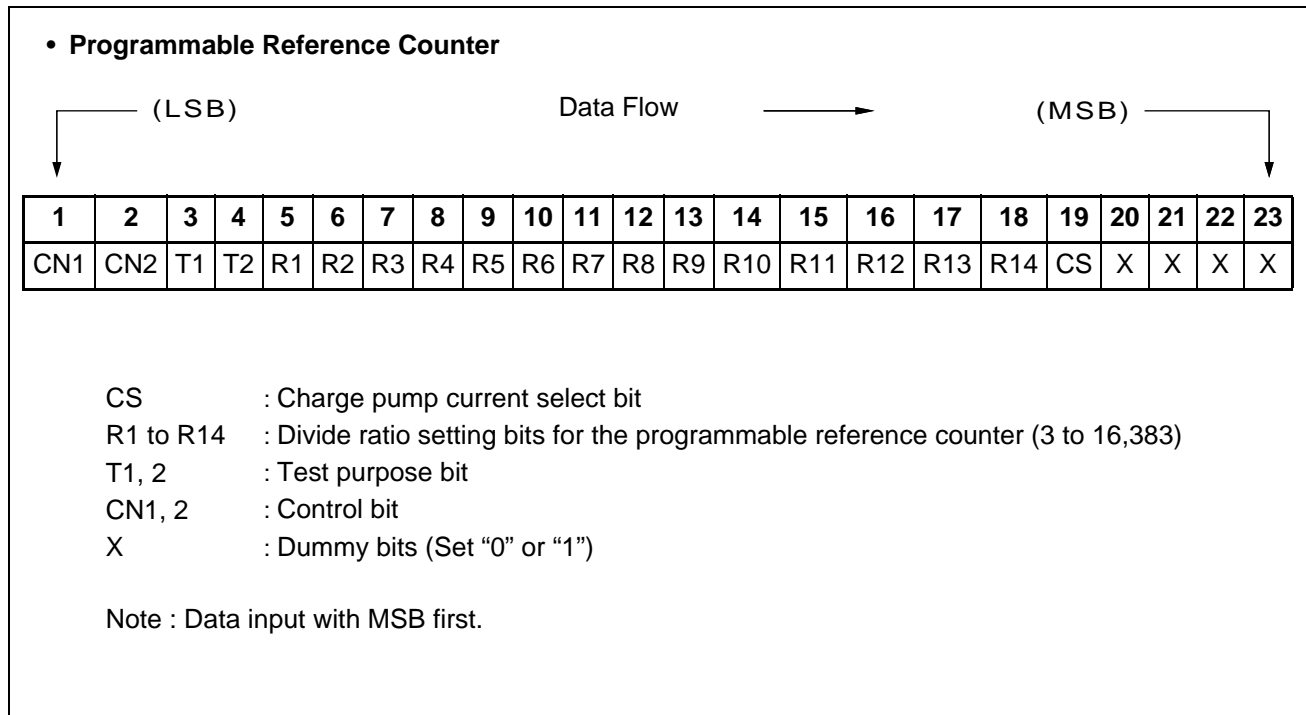 • Programmable Reference Counter
(LSB) Data Flow (MSB)
1 2 3 4 5 6 7 8 9 10 11 12 13 14 15 16 17 18 19 20 21 22 23
CN1 CN2 T1 T2 R1 R2 R3 R4 R5 R6 R7 R8 R9 R10 R11 R12 R13 R14 CS X X X X
CS : Charge pump current select bit
R1 to R14 : Divide ratio setting bits for the programmable reference counter (3 to 16,383)
T1, 2 : Test purpose bit
CN1, 2 : Control bit
X : Dummy bits (Set “0” or “1”)
Note : Data input with MSB first.